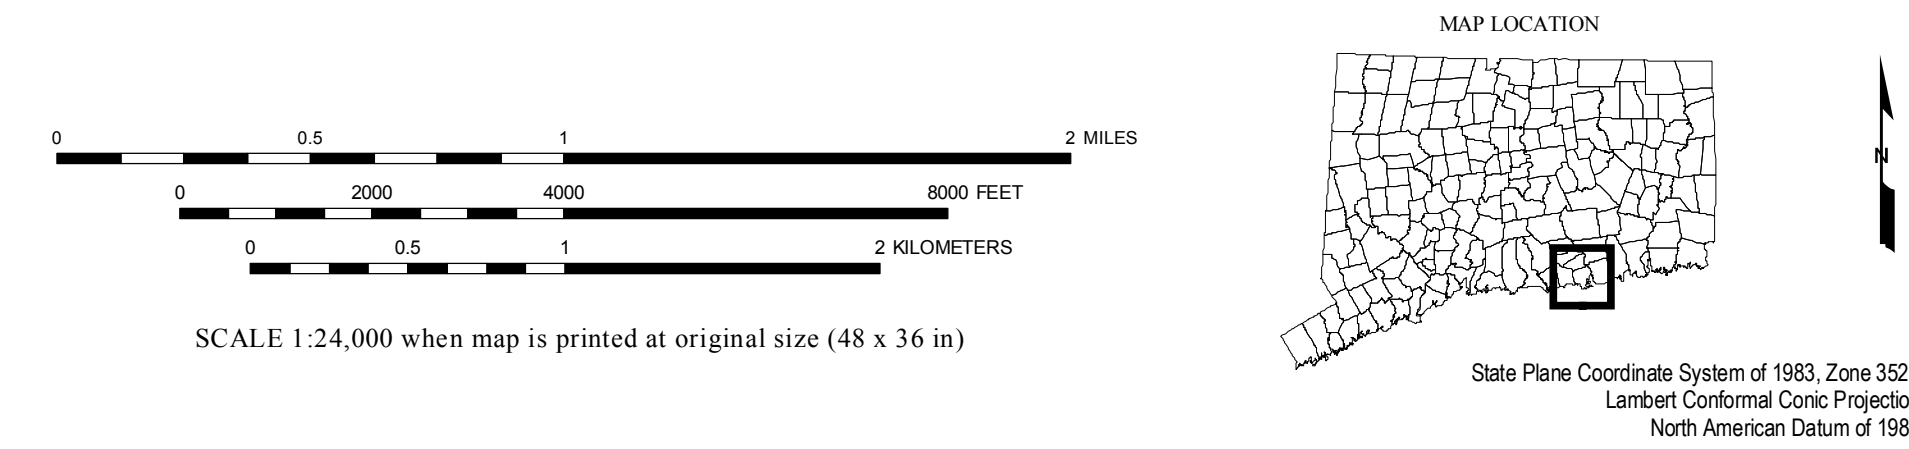 MAP LOCATION
0 0.5 1 2 MILES
0 2000 4000 8000 FEET
0 0.5 1 2 KILOMETERS
SCALE 1:24,000 when map is printed at original size (48 x 36 in)
N
State Plane Coordinate System of 1983, Zone 352
Lambert Conformal Conic Projectio
North American Datum of 198